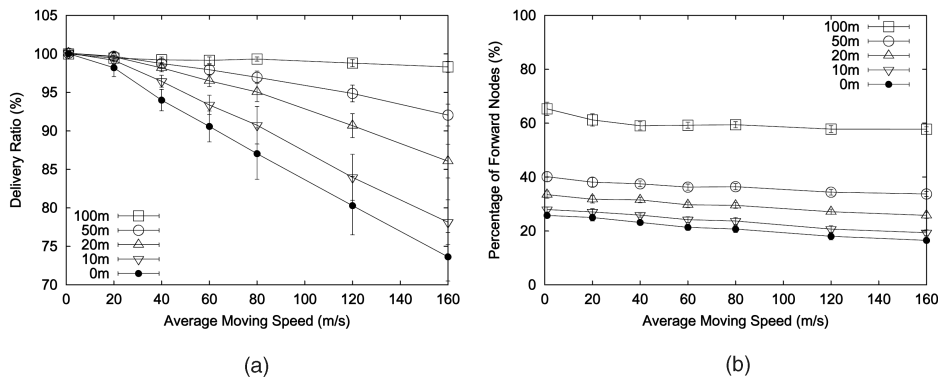 105
100
95
90
85
80
75
70
Delivery Ratio (%)
100m
50m
20m
10m
0m
0 20 40 60 80 100 120 140 160
Average Moving Speed (m/s)
(a)
100
80
60
40
20
0
Percentage of Forward Nodes (%)
100m
50m
20m
10m
0m
0 20 40 60 80 100 120 140 160
Average Moving Speed (m/s)
(b)